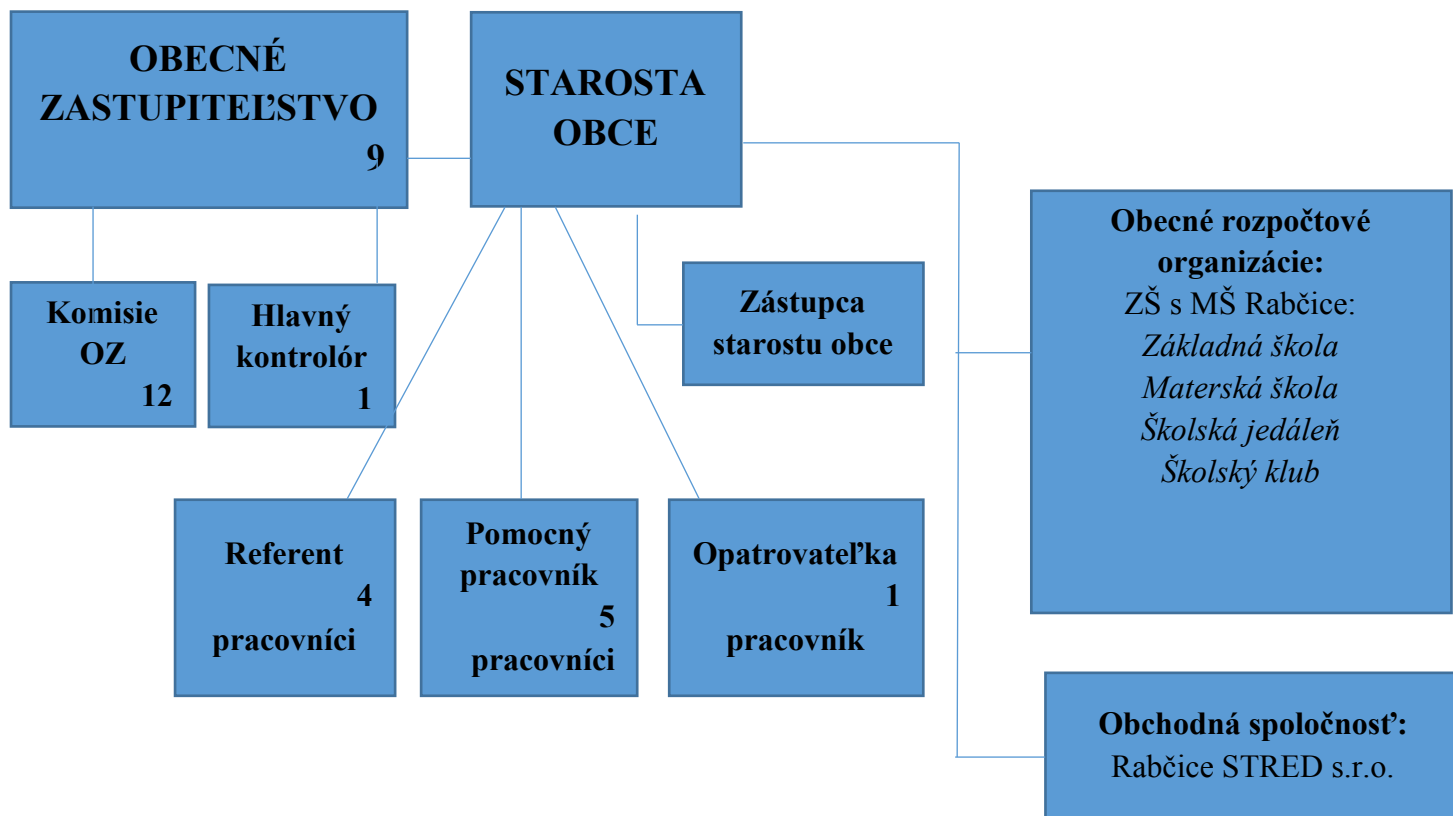 OBECNÉ
ZASTUPITEĽSTVO
9
STAROSTA
OBCE
Komisie
OZ
12
Hlavný
kontrolór
1
Zástupca
starostu obce
Obecné rozpočtové
organizácie:
ZŠ s MŠ Rabčice:
Základná škola
Materská škola
Školská jedáleň
Školský klub
Referent
4
pracovníci
Pomocný
pracovník
5
pracovníci
Opatrovateľka
1
pracovník
Obchodná spoločnosť:
Rabčice STRED s.r.o.